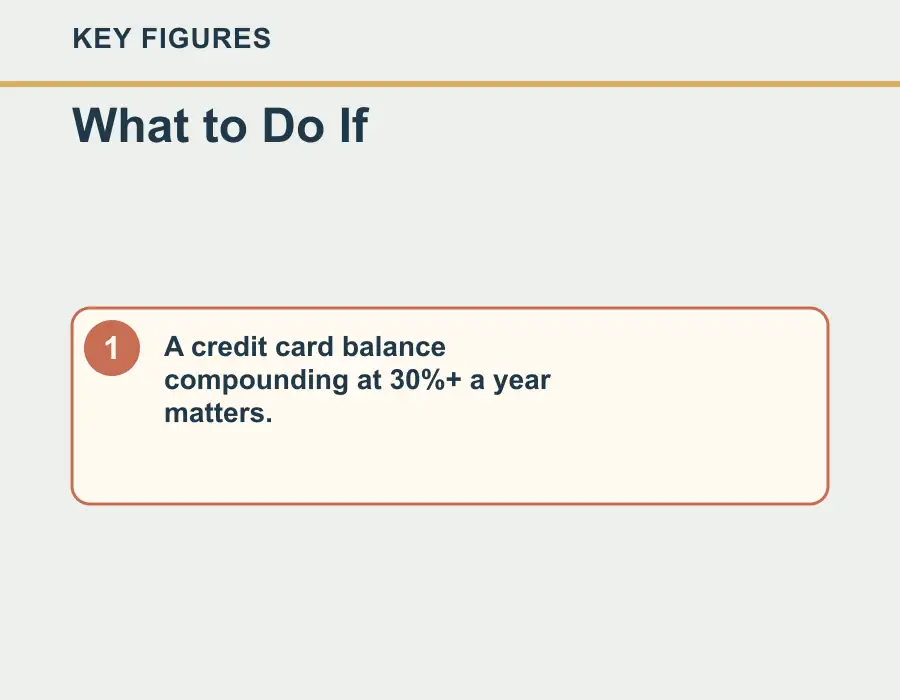 KEY FIGURES
What to Do If
1
A credit card balance
compounding at 30%+ a year
matters.